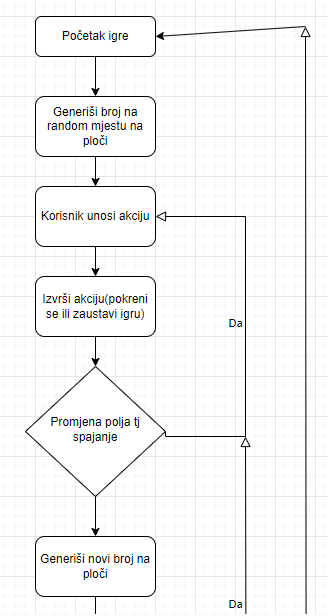 Početak igre
Generiši broj na
random mjestu na
ploči
Korisnik unosi akciju
Izvrši akciju(pokreni
se ili zaustavi igru)
Da
Promjena polja tj
spajanje
Generiši novi broj na
ploči
Da